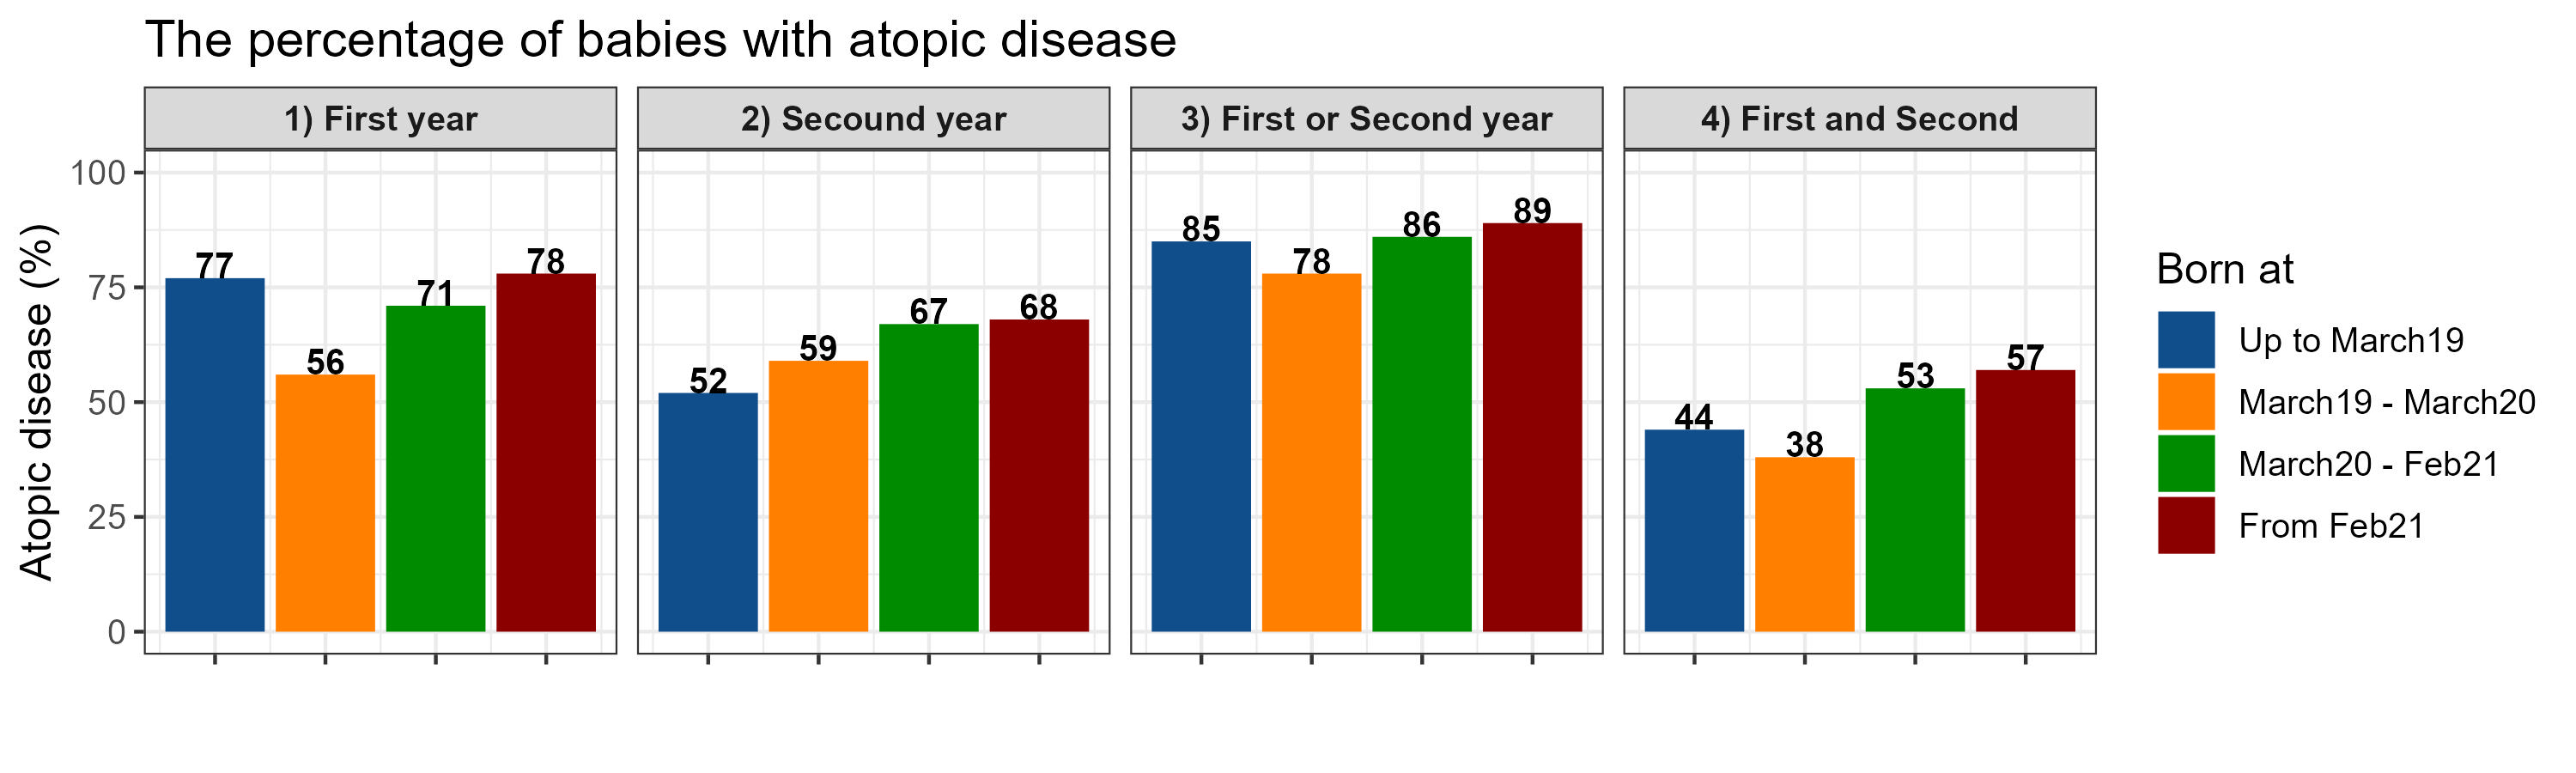 The percentage of babies with atopic disease
1) First year
2) Secound year
3) First or Second year
4) First and Second
Atopic disease (%)
100
75
50
25
0
77
56
71
78
52
59
67
68
85
78
86
89
44
38
53
57
Born at
Up to March19
March19 - March20
March20 - Feb21
From Feb21